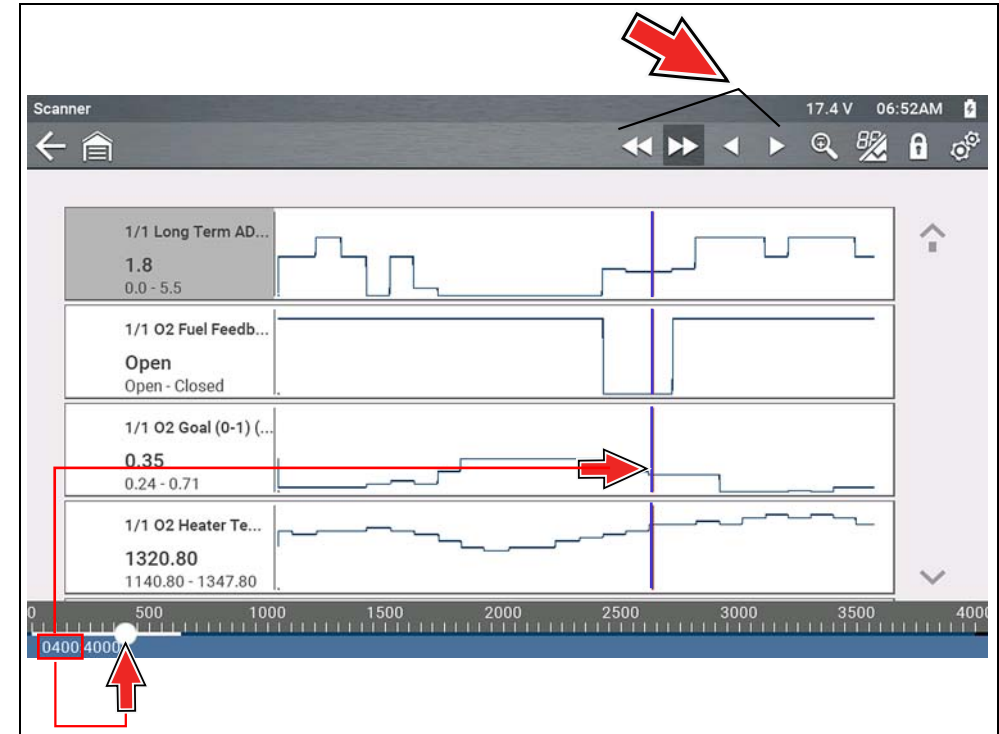 Scanner 17.4 V 06:52AM
1/1 Long Term AD...
1.8
0.0 - 5.5
1/1 O2 Fuel Feedb...
Open
Open - Closed
1/1 O2 Goal (0-1) (...
0.35
0.24 - 0.71
1/1 O2 Heater Te...
1320.80
1140.80 - 1347.80
0 500 1000 1500 2000 2500 3000 3500 4000
0400 4000